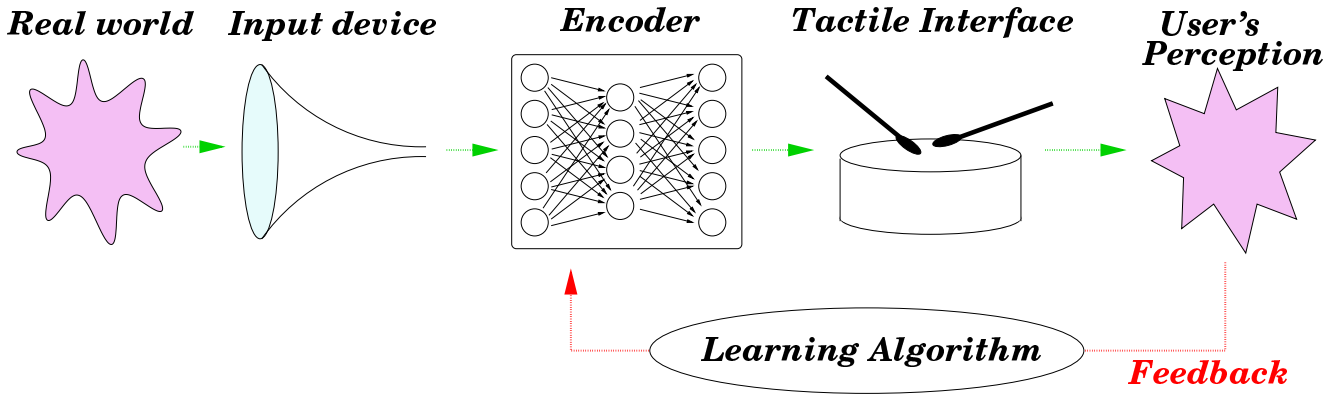 Real world
Input device
Encoder
Tactile Interface
User's
Perception
Learning Algorithm
Feedback